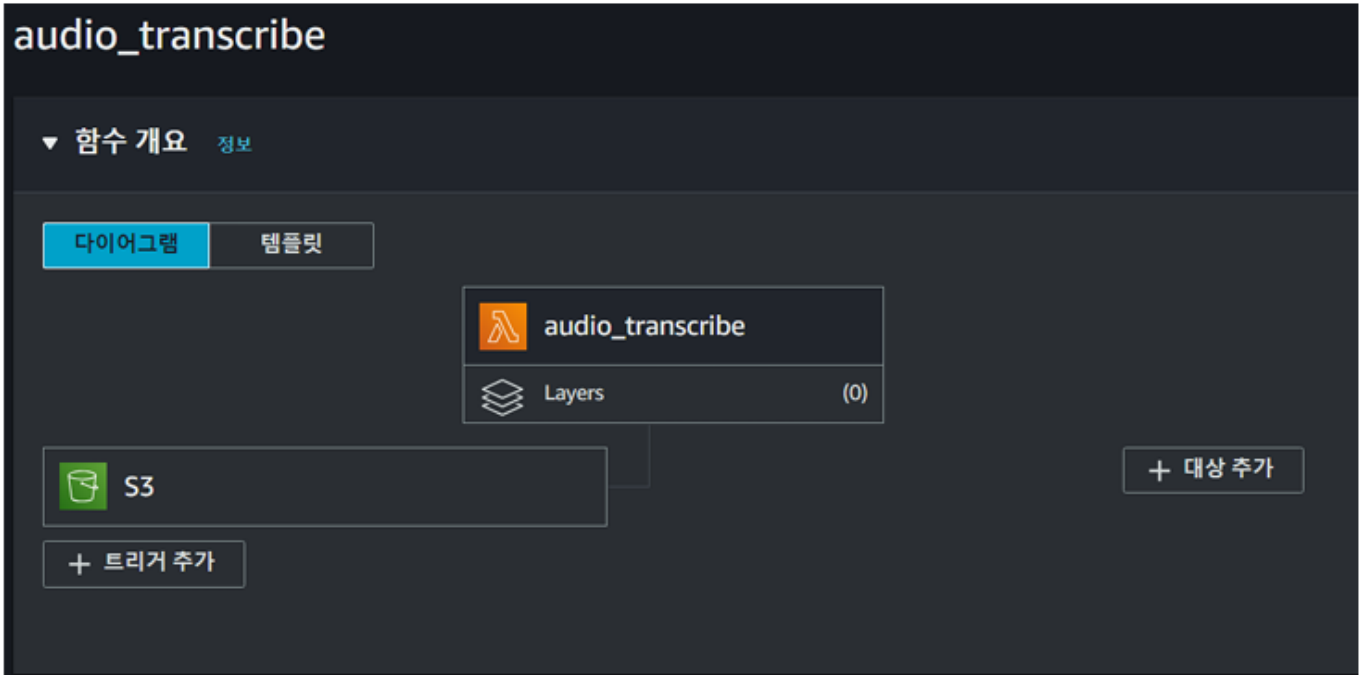 audio_transcribe
함수 개요 정보
다이어그램 템플릿
audio_transcribe
Layers (0)
S3
+ 대상 추가
+ 트리거 추가